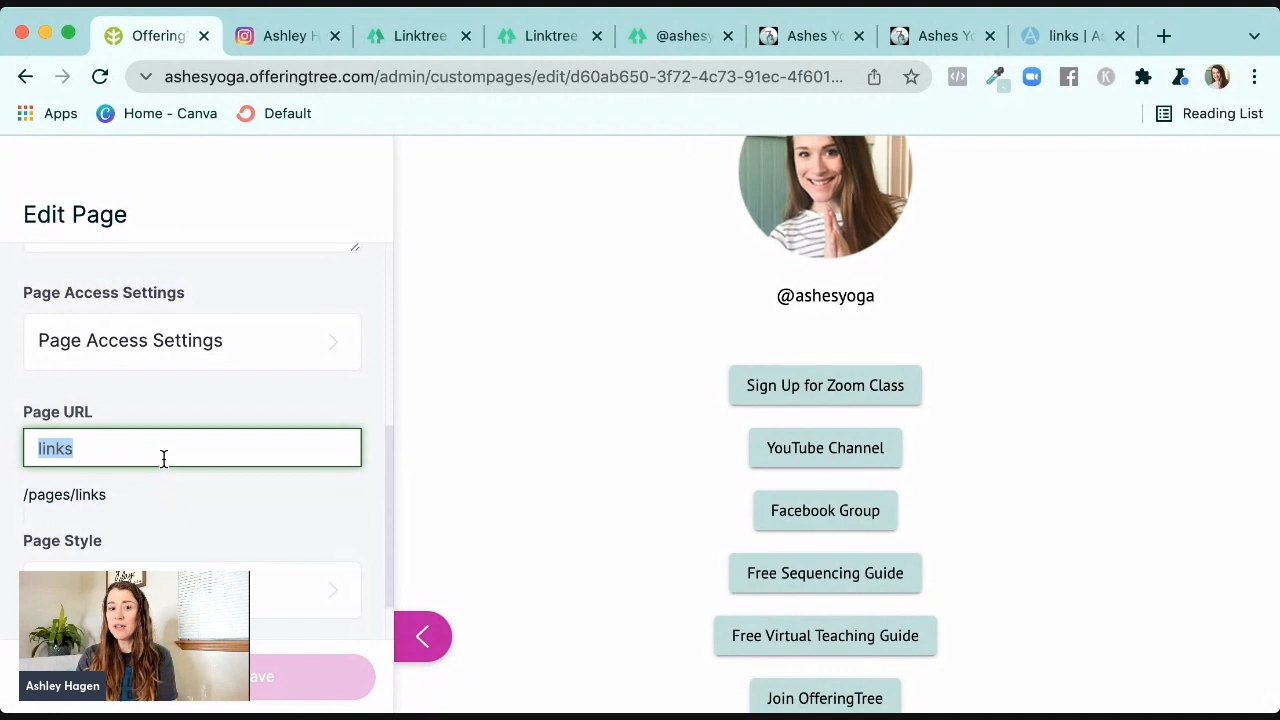 Offering
Ashley H
Linktree
Linktree
@ashesy
Ashes Yo
Ashes Yo
links | As
ashesyoga.offeringtree.com/admin/custompages/edit/d60ab650-3f72-4c73-91ec-4f601...
Apps
Home - Canva
Default
Reading List
Edit Page
Page Access Settings
Page Access Settings
Page URL
links
/pages/links
Page Style
ave
Ashley Hagen
@ashesyoga
Sign Up for Zoom Class
YouTube Channel
Facebook Group
Free Sequencing Guide
Free Virtual Teaching Guide
Join OfferingTree